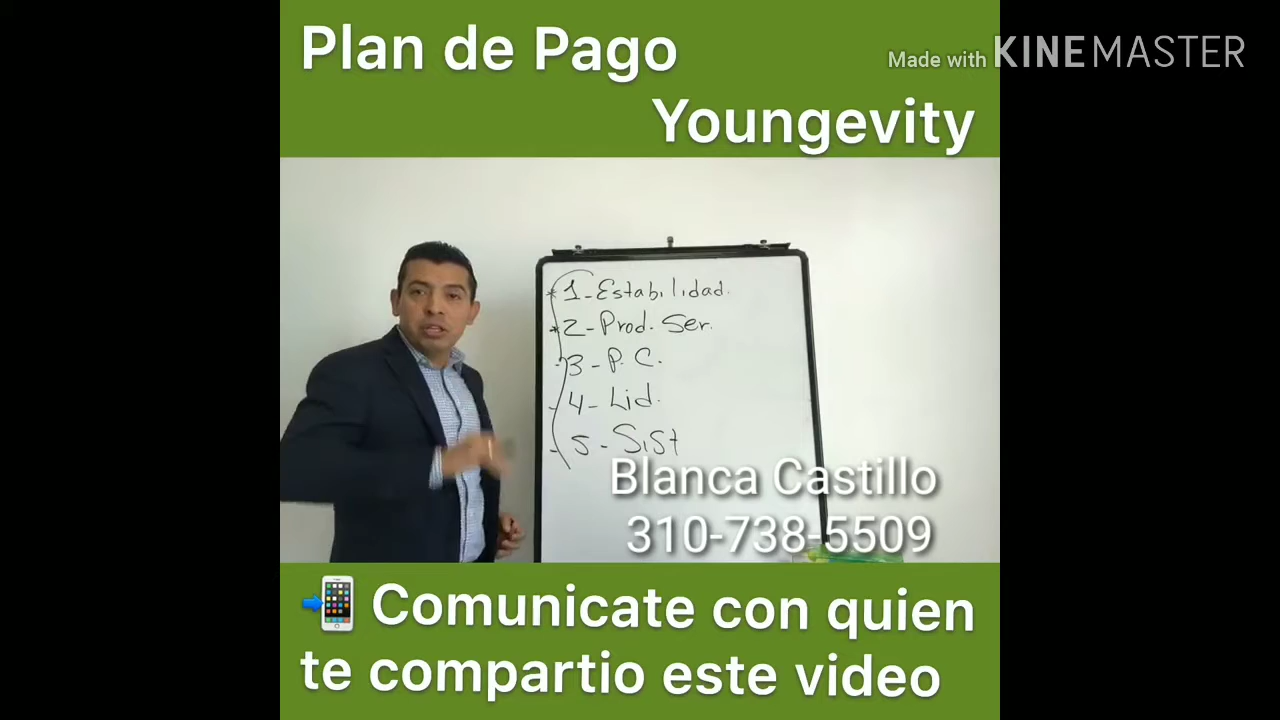 Plan de Pago
Youngevity
Made with KINEMASTER
1-Estabilidad.
2-Prod. Ser.
3-P.C.
4-Lid.
5-Sist
Blanca Castillo
310-738-5509
Comunicate con quien
te compartio este video